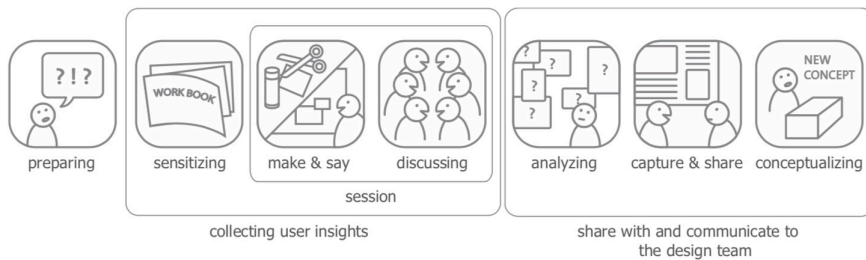 ?!?
WORK BOOK
?
?
?
?
?
NEW
CONCEPT
preparing
sensitizing
make & say
discussing
analyzing
capture & share
conceptualizing
session
collecting user insights
share with and communicate to
the design team